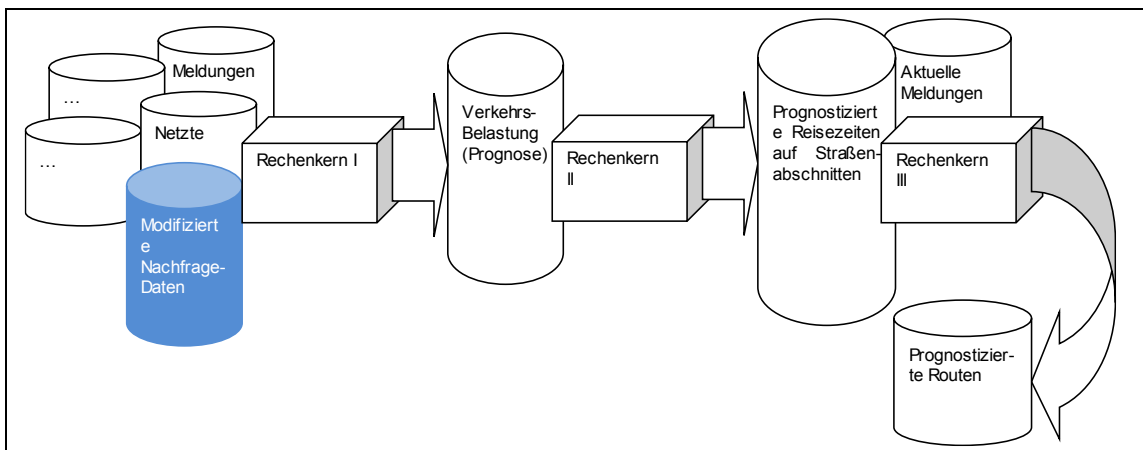 Meldungen
…
Netzte
…
Rechenkern I
Modifiziert
e
Nachfrage-
Daten
Verkehrs-
Belastung
(Prognose)
Rechenkern
II
Prognostiziert
e Reisezeiten
auf Straßen-
abschnitten
Aktuelle
Meldungen
Rechenkern
III
Prognostizier-
te Routen